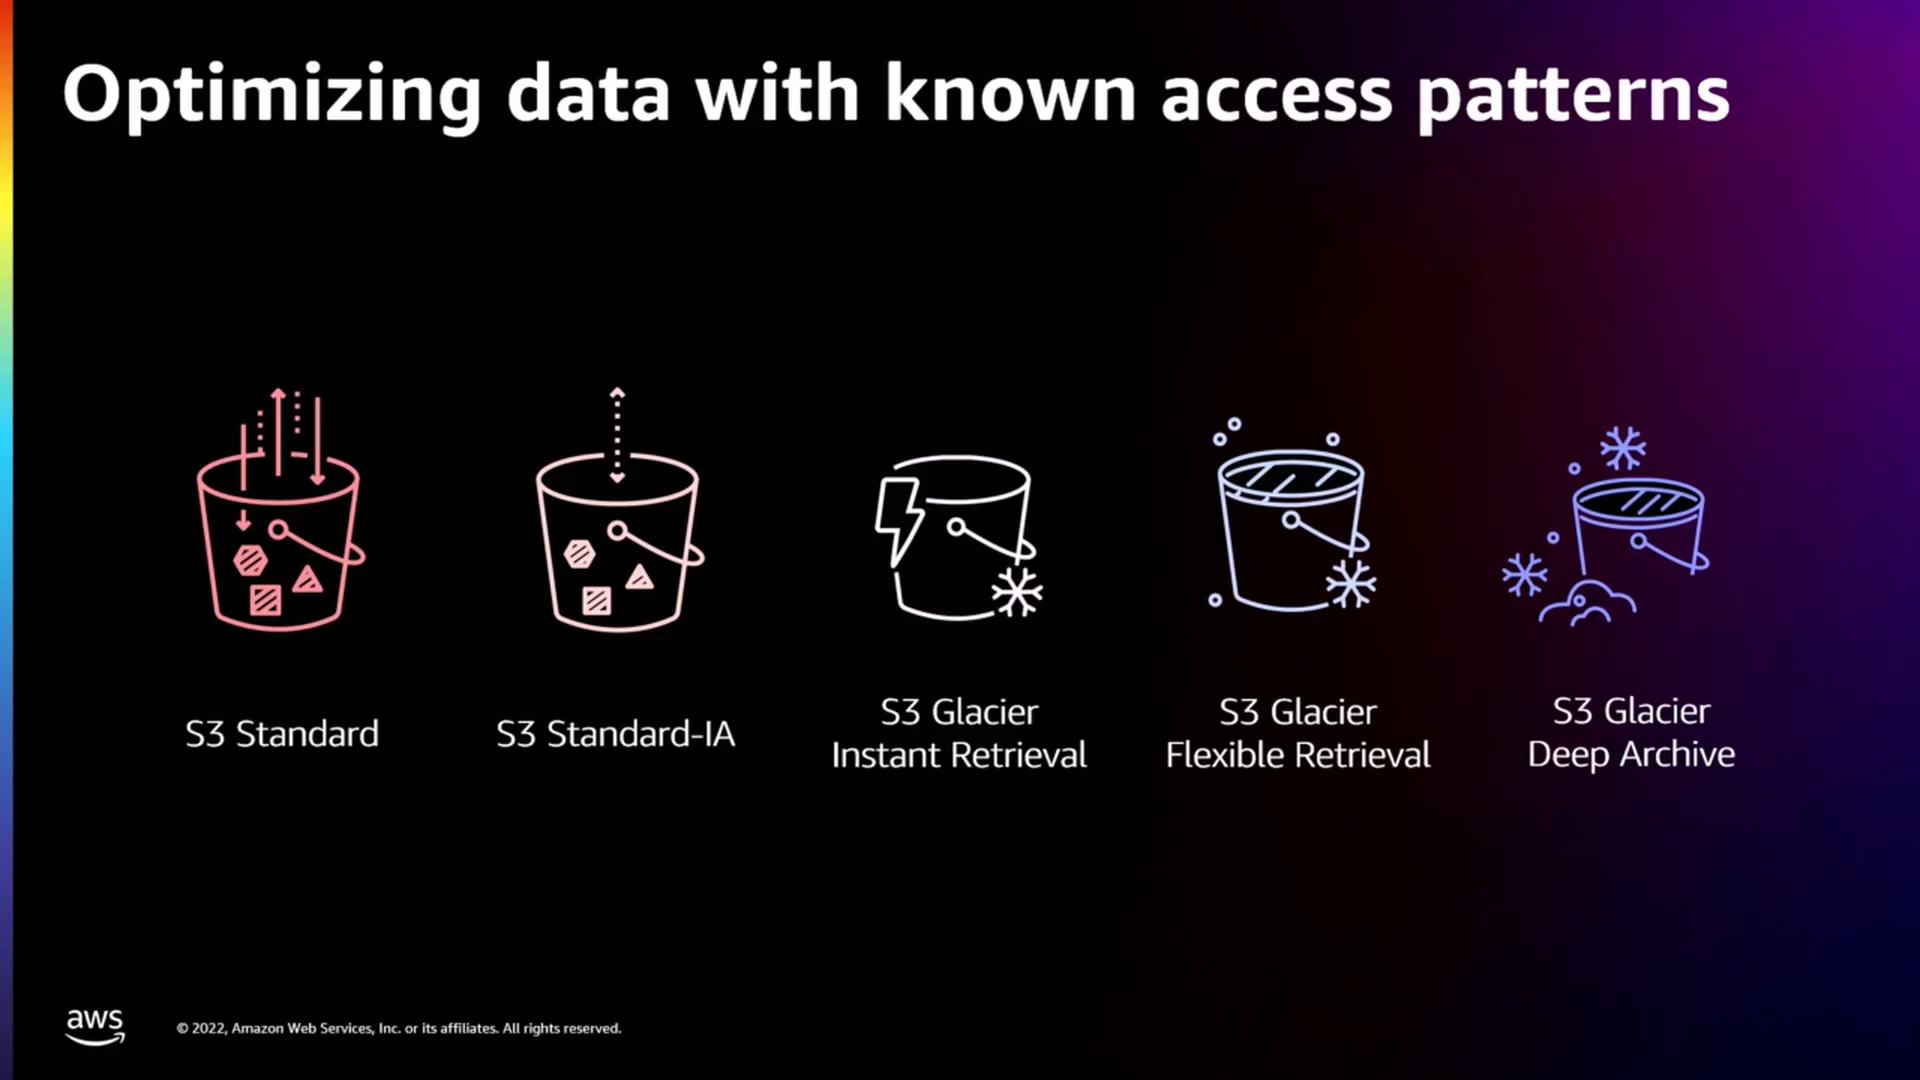 Optimizing data with known access patterns
S3 Standard
S3 Standard-IA
S3 Glacier
Instant Retrieval
S3 Glacier
Flexible Retrieval
S3 Glacier
Deep Archive
aws
© 2022, Amazon Web Services, Inc. or its affiliates. All rights reserved.